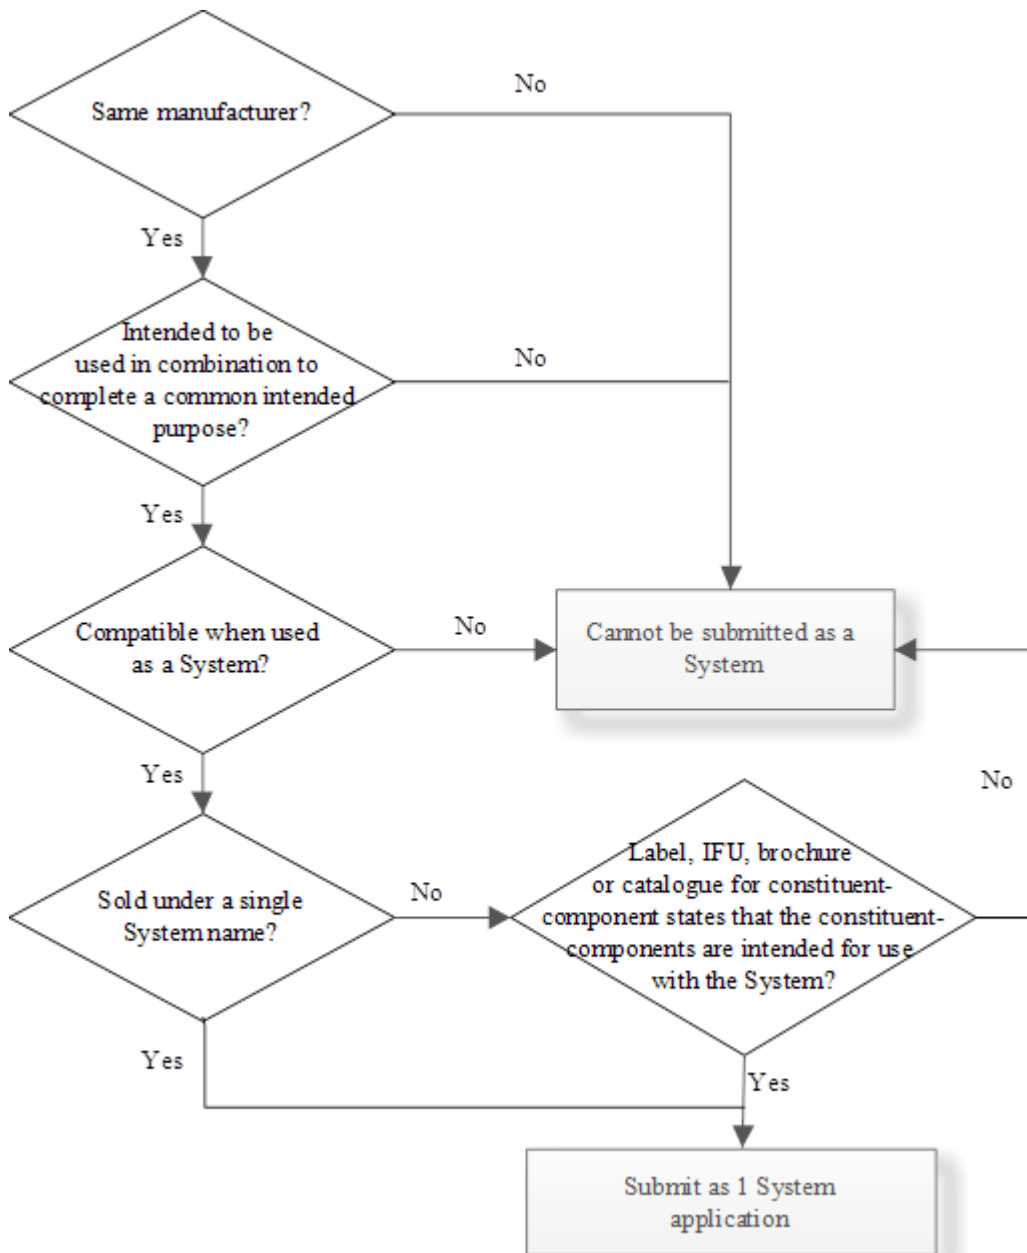 No
Same manufacturer?
Yes
Intended to be
used in combination to
complete a common intended
purpose?
No
Yes
Compatible when used
as a System?
No
Cannot be submitted as a
System
Yes
No
Sold under a single
System name?
No
Label, IFU, brochure
or catalogue for constituent-
component states that the constituent-
components are intended for use
with the System?
Yes
Yes
Submit as 1 System
application